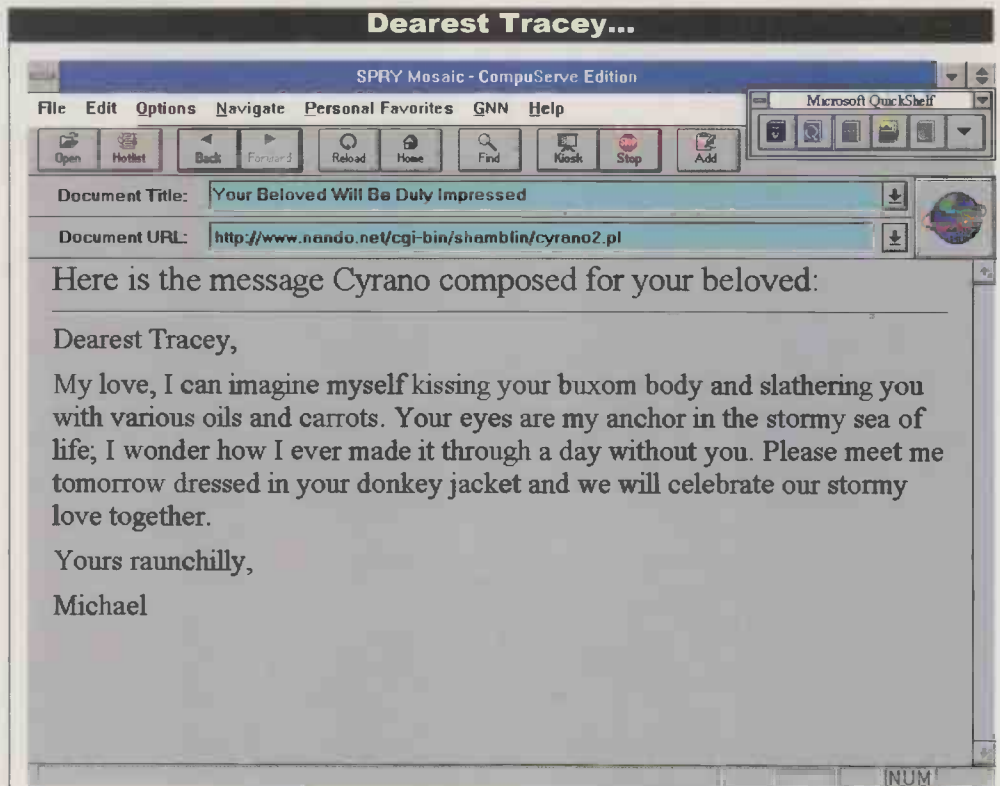 Dearest Tracey...
SPRY Mosaic - CompuServe Edition
File Edit Options Navigate Personal Favorites GNN Help
Microsoft QuickShelf
Open Hotlist Back Forward Reload Home Find Kiosk Stop Add
Document Title: Your Beloved Will Be Duly Impressed
Document URL: http://www.nando.net/cgi-bin/shamblin/cyrano2.pl
Here is the message Cyrano composed for your beloved:
Dearest Tracey,
My love, I can imagine myself kissing your buxom body and slathering you
with various oils and carrots. Your eyes are my anchor in the stormy sea of
life; I wonder how I ever made it through a day without you. Please meet me
tomorrow dressed in your donkey jacket and we will celebrate our stormy
love together.
Yours raunchilly,
Michael
NUM